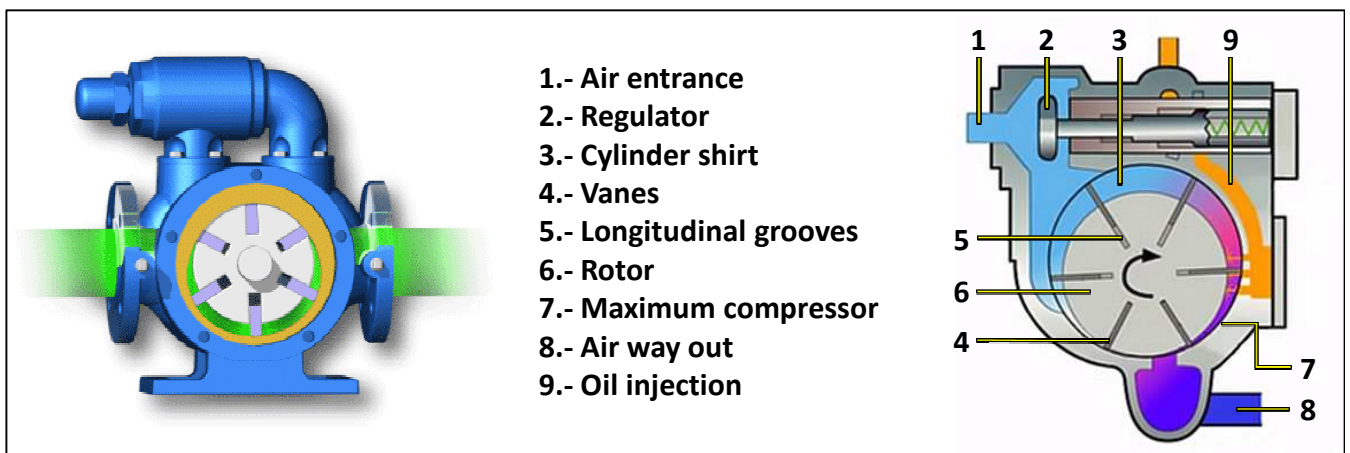 1.- Air entrance
2.- Regulator
3.- Cylinder shirt
4.- Vanes
5.- Longitudinal grooves
6.- Rotor
7.- Maximum compressor
8.- Air way out
9.- Oil injection
1 2 3 9
5
6
4
7
8